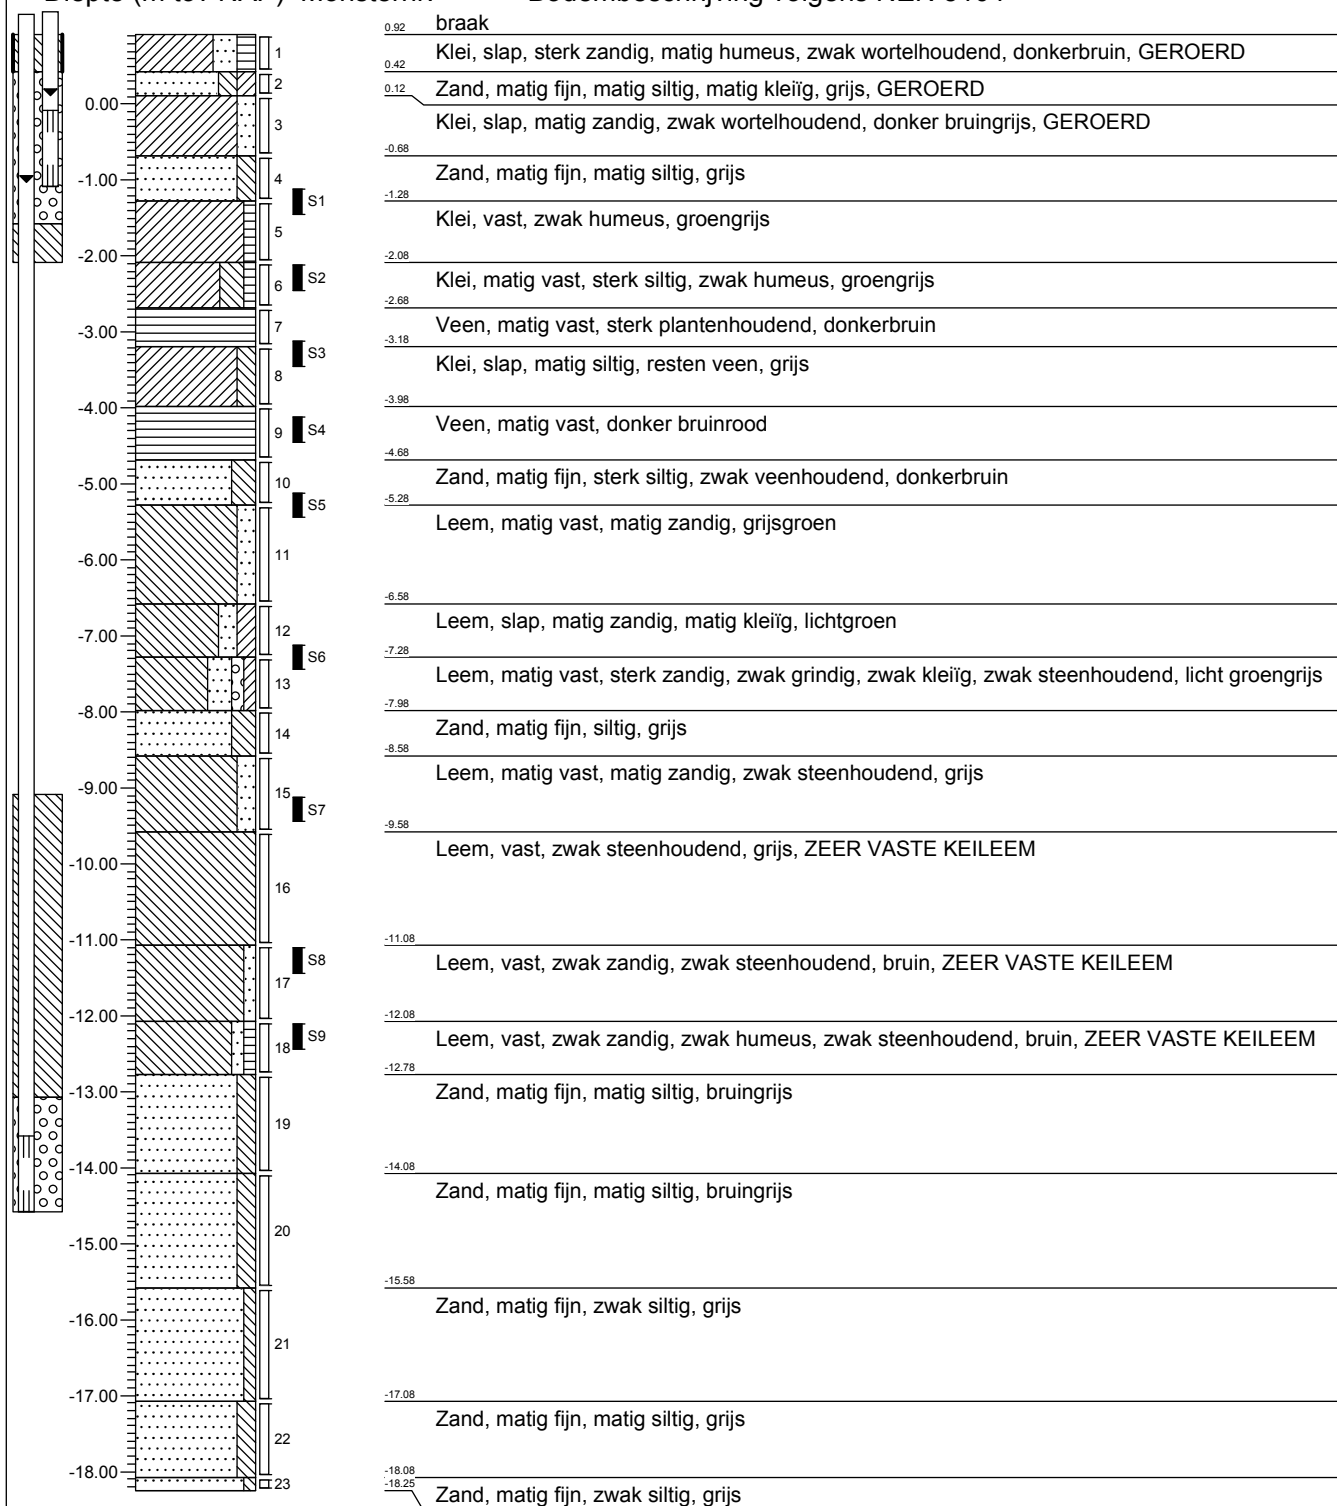 0.92 braak
1 Klei, slap, sterk zandig, matig humeus, zwak wortelhoudend, donkerbruin, GEROERD
0.42
2 Zand, matig fijn, matig siltig, matig kleiïg, grijs, GEROERD
0.12
0.00
3 Klei, slap, matig zandig, zwak wortelhoudend, donker bruingrijs, GEROERD
-0.68
4 Zand, matig fijn, matig siltig, grijs
-1.00
S1
-1.28
5 Klei, vast, zwak humeus, groengrijs
-2.00
-2.08
6 S2 Klei, matig vast, sterk siltig, zwak humeus, groengrijs
-2.68
-3.00 7 Veen, matig vast, sterk plantenhoudend, donkerbruin
-3.18
S3
8 Klei, slap, matig siltig, resten veen, grijs
-3.98
-4.00
9 S4 Veen, matig vast, donker bruinrood
-4.68
-5.00 10 Zand, matig fijn, sterk siltig, zwak veenhoudend, donkerbruin
-5.28
S5
11 Leem, matig vast, matig zandig, grijsgroen
-6.00
-6.58
12 Leem, slap, matig zandig, matig kleiïg, lichtgroen
-7.00
-7.28
S6
13 Leem, matig vast, sterk zandig, zwak grindig, zwak kleiïg, zwak steenhoudend, licht groengrijs
-7.98
-8.00
14 Zand, matig fijn, siltig, grijs
-8.58
15 Leem, matig vast, matig zandig, zwak steenhoudend, grijs
-9.00
S7
-9.58
16 Leem, vast, zwak steenhoudend, grijs, ZEER VASTE KEILEEM
-10.00
-11.00
-11.08
17 S8 Leem, vast, zwak zandig, zwak steenhoudend, bruin, ZEER VASTE KEILEEM
-12.00
-12.08
18 S9 Leem, vast, zwak zandig, zwak humeus, zwak steenhoudend, bruin, ZEER VASTE KEILEEM
-12.78
-13.00
19 Zand, matig fijn, matig siltig, bruingrijs
-14.00
-14.08
20 Zand, matig fijn, matig siltig, bruingrijs
-15.00
-15.58
21 Zand, matig fijn, zwak siltig, grijs
-16.00
-17.00
-17.08
22 Zand, matig fijn, matig siltig, grijs
-18.00
-18.08
-18.25
23 Zand, matig fijn, zwak siltig, grijs